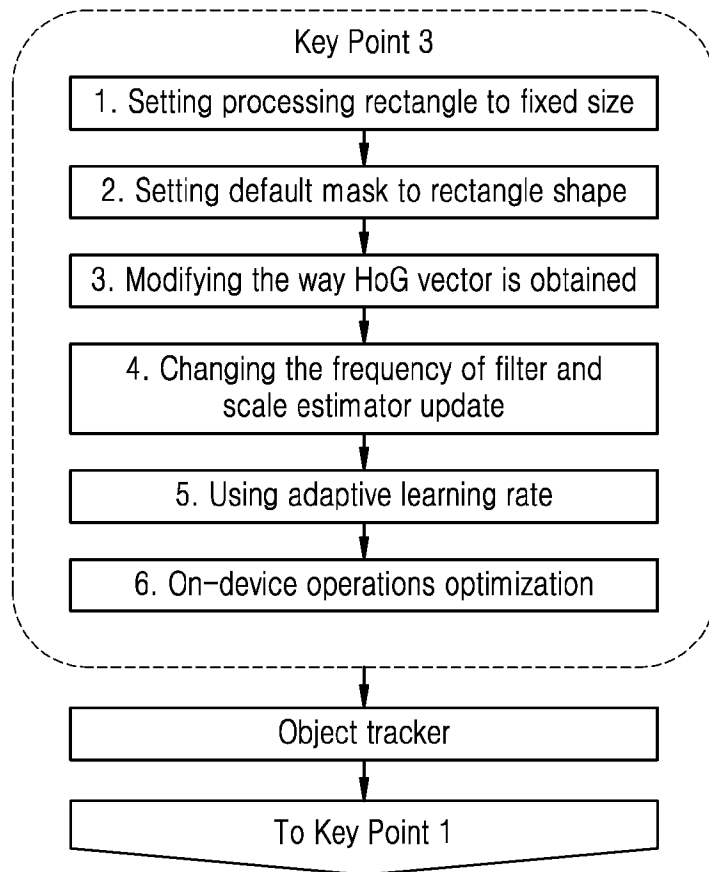 Key Point 3
1. Setting processing rectangle to fixed size
2. Setting default mask to rectangle shape
3. Modifying the way HoG vector is obtained
4. Changing the frequency of filter and
scale estimator update
5. Using adaptive learning rate
6. On-device operations optimization
Object tracker
To Key Point 1